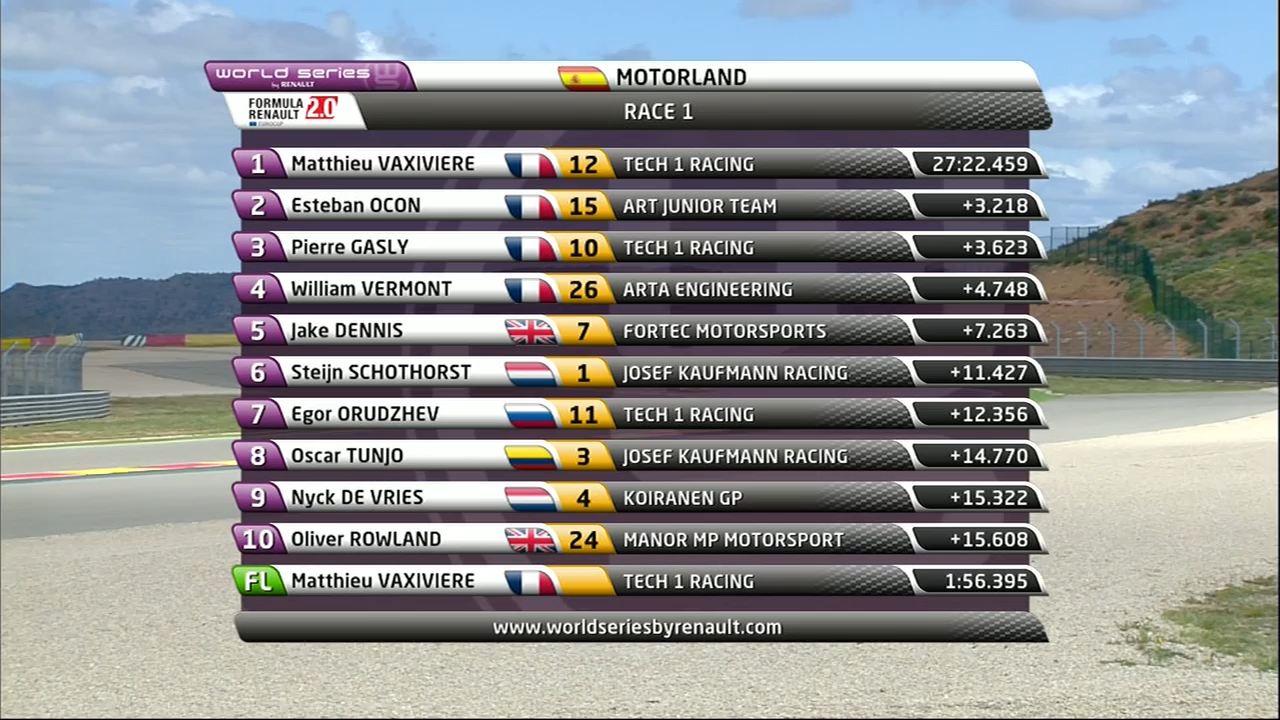 world series
by RENAULT
MOTORLAND
FORMULA
RENAULT 2.0
EUROCUP
RACE 1
1 Matthieu VAXIVIERE 12 TECH 1 RACING 27:22.459
2 Esteban OCON 15 ART JUNIOR TEAM +3.218
3 Pierre GASLY 10 TECH 1 RACING +3.623
4 William VERMONT 26 ARTA ENGINEERING +4.748
5 Jake DENNIS 7 FORTEC MOTORSPORTS +7.263
6 Steijn SCHOTHORST 1 JOSEF KAUFMANN RACING +11.427
7 Egor ORUDZHEV 11 TECH 1 RACING +12.356
8 Oscar TUNJO 3 JOSEF KAUFMANN RACING +14.770
9 Nyck DE VRIES 4 KOIRANEN GP +15.322
10 Oliver ROWLAND 24 MANOR MP MOTORSPORT +15.608
FL Matthieu VAXIVIERE TECH 1 RACING 1:56.395
www.worldseriesbyrenault.com